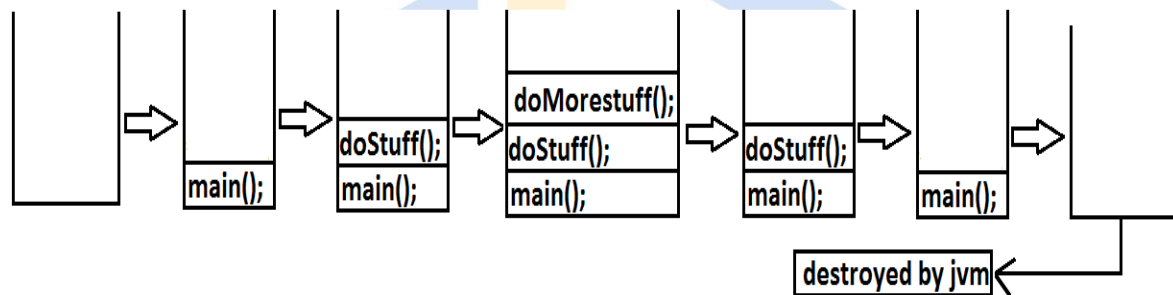 main();
doStuff();
main();
doMorestuff();
doStuff();
main();
doStuff();
main();
main();
destroyed by jvm